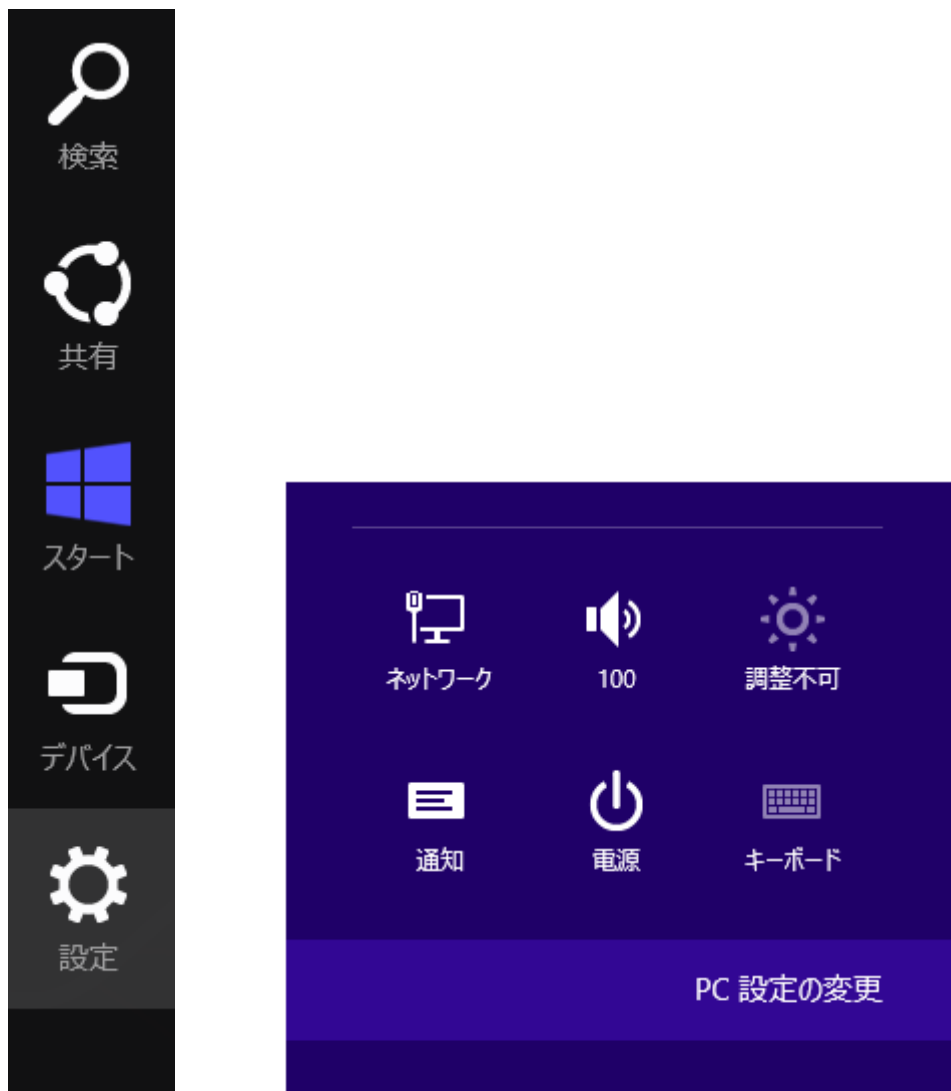 検索
共有
スタート
デバイス
設定
ネットワーク
100
調整不可
通知
電源
キーボード
PC 設定の変更